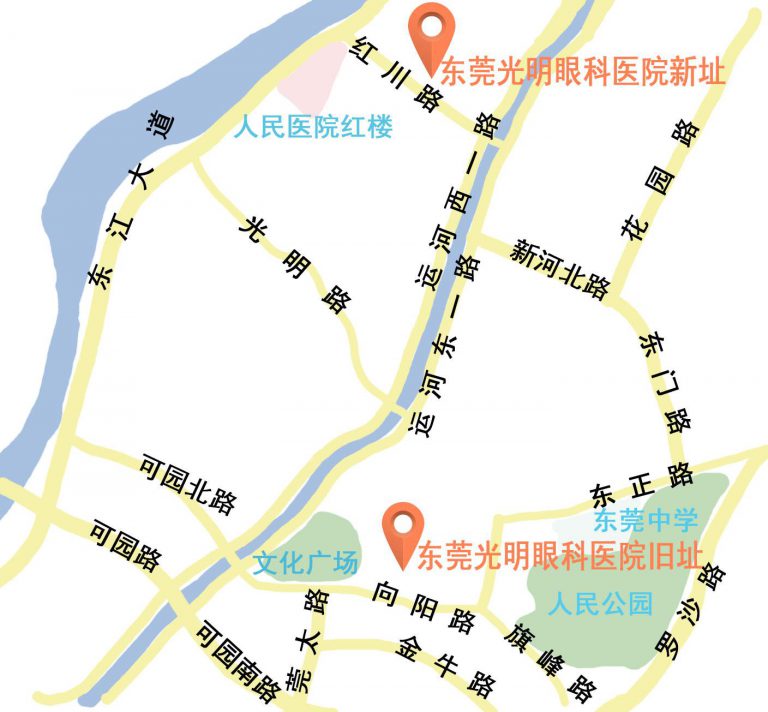 红川路
东莞光明眼科医院新址
人民医院红楼
东江大道
运河西一路
花园路
光明路
新河北路
运河东一路
东门路
可园北路
东正路
东莞中学
可园路
文化广场
东莞光明眼科医院旧址
人民公园
向阳路
罗沙路
莞太路
旗峰路
金牛路
可园南路